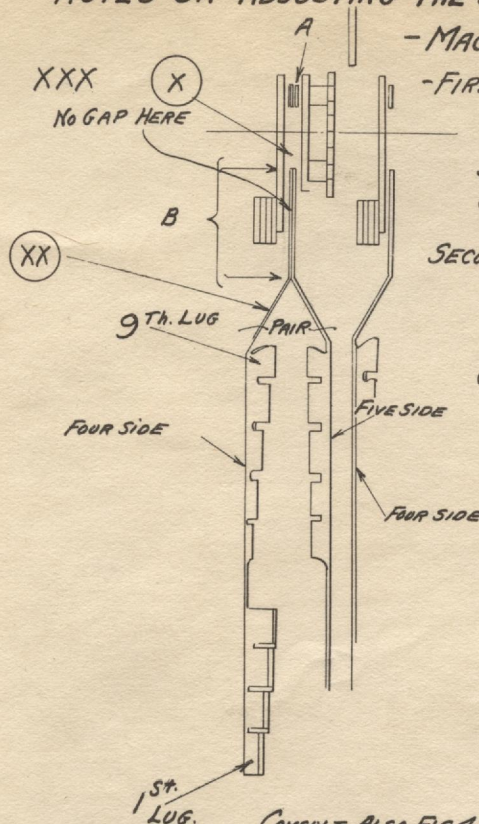 NOTES ON ADJUSTING THE
A
- MAC
XXX
X
- FIRS
NO GAP HERE
B
XX
SECO
9TH. LUG
PAIR
FIVE SIDE
FOUR SIDE
FOUR SIDE
1ST. LUG.
CONSULT ALSO FIG 1